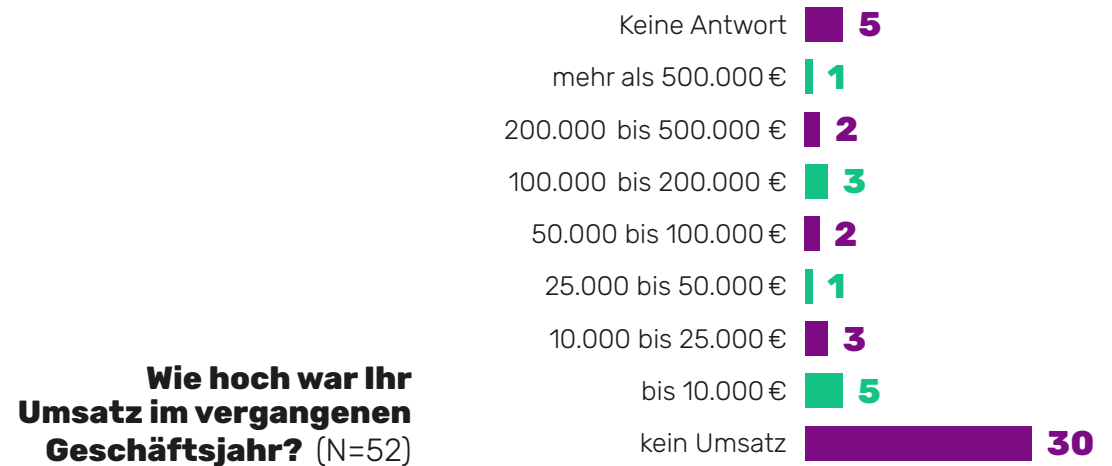 Keine Antwort 5
mehr als 500.000 € 1
200.000 bis 500.000 € 2
100.000 bis 200.000 € 3
50.000 bis 100.000 € 2
25.000 bis 50.000 € 1
10.000 bis 25.000 € 3
bis 10.000 € 5
kein Umsatz 30
Wie hoch war Ihr
Umsatz im vergangenen
Geschäftsjahr? (N=52)